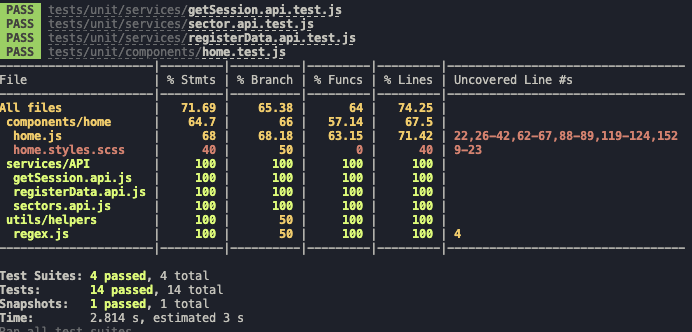 PASS tests/unit/services/getSession.api.test.js
PASS tests/unit/services/sector.api.test.js
PASS tests/unit/services/registerData.api.test.js
PASS tests/unit/components/home.test.js
File | % Stmts | % Branch | % Funcs | % Lines | Uncovered Line #s
All files | 71.69 | 65.38 | 64 | 74.25 |
components/home | 64.7 | 66 | 57.14 | 67.5 |
home.js | 68 | 68.18 | 63.15 | 71.42 | 22,26-42,62-67,88-89,119-124,152
home.styles.scss | 40 | 50 | 0 | 40 | 9-23
services/API | 100 | 100 | 100 | 100 |
getSession.api.js | 100 | 100 | 100 | 100 |
registerData.api.js | 100 | 100 | 100 | 100 |
sectors.api.js | 100 | 100 | 100 | 100 |
utils/helpers | 100 | 50 | 100 | 100 |
regex.js | 100 | 50 | 100 | 100 | 4
Test Suites: 4 passed, 4 total
Tests: 14 passed, 14 total
Snapshots: 1 passed, 1 total
Time: 2.814 s, estimated 3 s
Ran all test suites